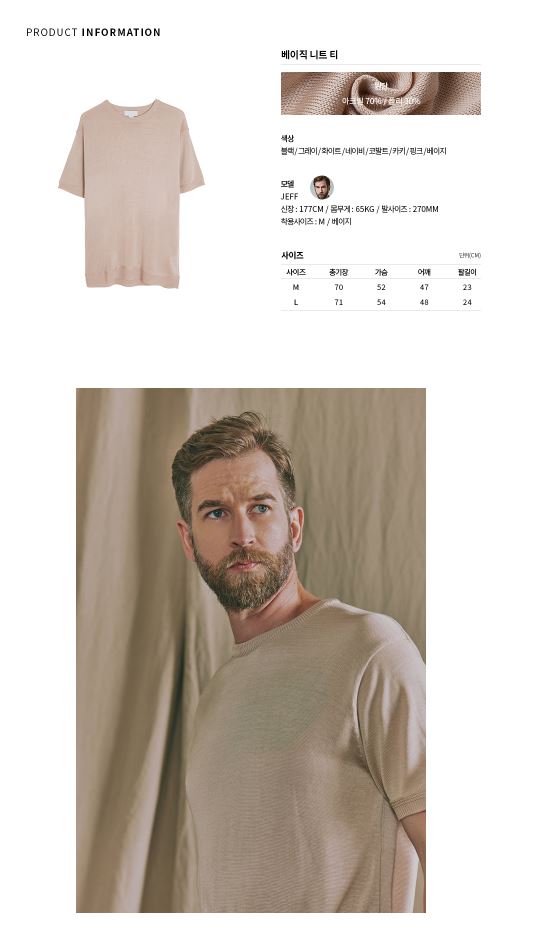 PRODUCT INFORMATION
베이직 니트 티
원단
아크릴 70% / 폴리 30%
색상
블랙/그레이/화이트/네이비/코발트/카키/핑크/베이지
모델
JEFF
신장 : 177CM / 몸무게 : 65KG / 발사이즈 : 270MM
착용사이즈 : M / 베이지
사이즈 단위(CM)
사이즈 총기장 가슴 어깨 팔길이
M 70 52 47 23
L 71 54 48 24